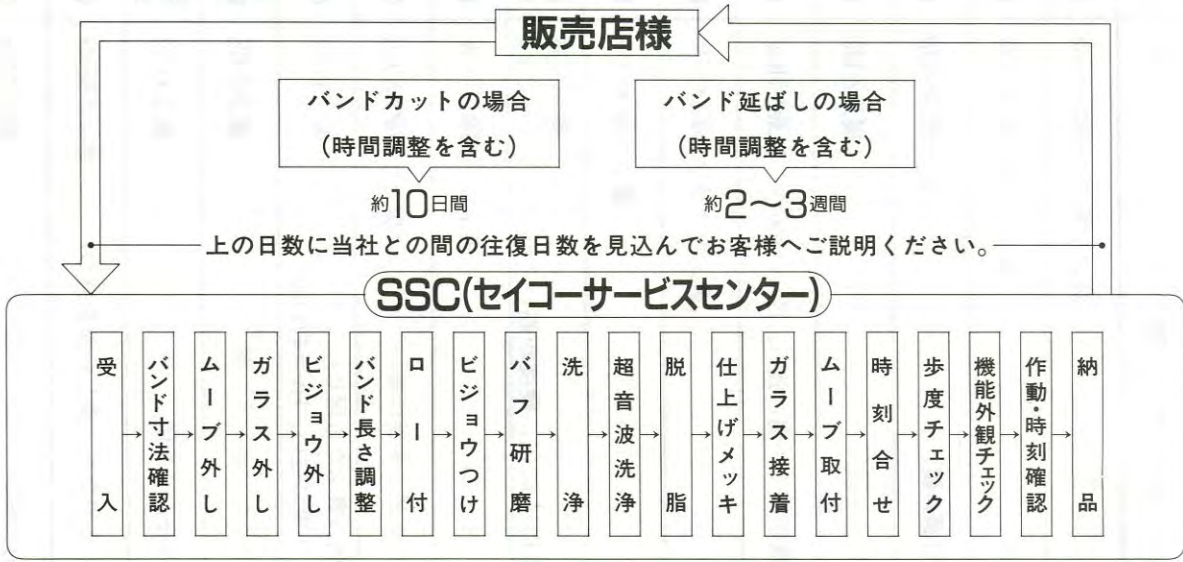 販売店様
バンドカットの場合
(時間調整を含む)
約10日間
バンド延ばしの場合
(時間調整を含む)
約2〜3週間
上の日数に当社との間の往復日数を見込んでお客様へご説明ください。
SSC(セイコーサービスセンター)
受入
バンド寸法確認
ムーブ外し
ガラス外し
ビジョウ外し
バンド長さ調整
ロー付
ビジョウつけ
バフ研磨
洗浄
超音波洗浄
脱脂
仕上げメッキ
ガラス接着
ムーブ取付
時刻合せ
歩度チェック
機能外観チェック
作動・時刻確認
納品